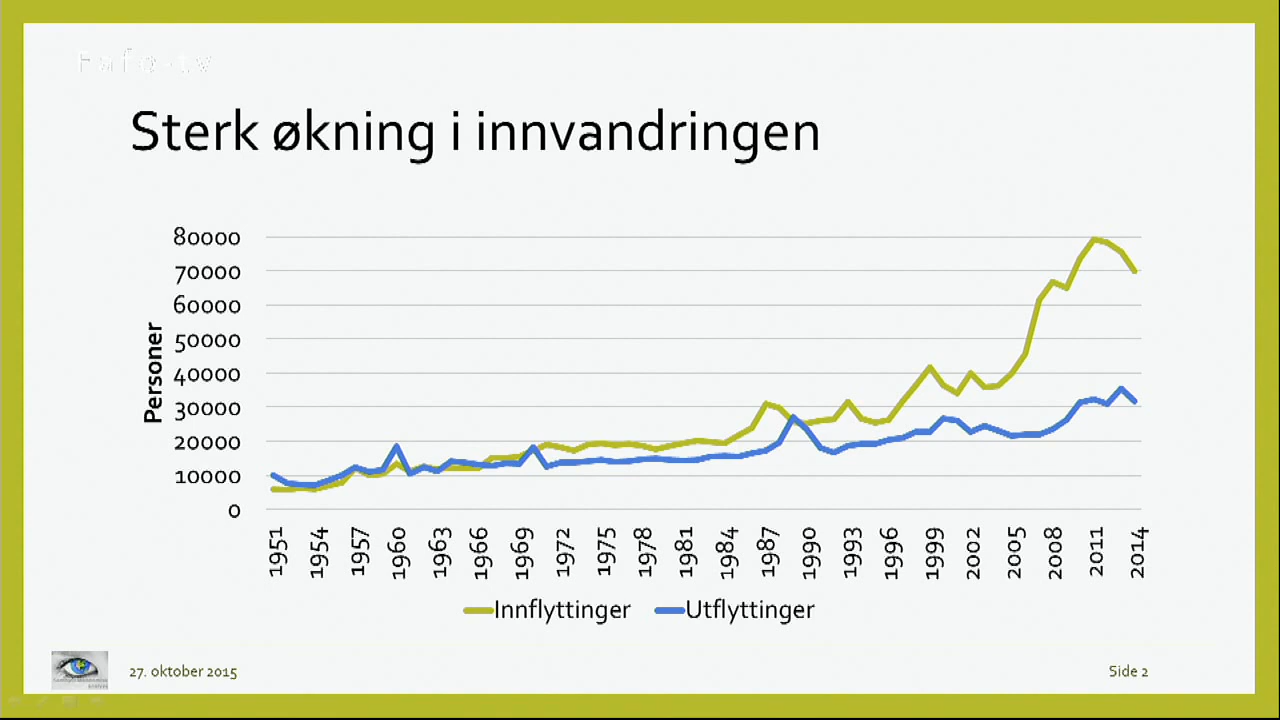 Fafo-tv
Sterk økning i innvandringen
Personer
80000
70000
60000
50000
40000
30000
20000
10000
0
1951 1954 1957 1960 1963 1966 1969 1972 1975 1978 1981 1984 1987 1990 1993 1996 1999 2002 2005 2008 2011 2014
Innflyttinger Utflyttinger
27. oktober 2015
Side 2